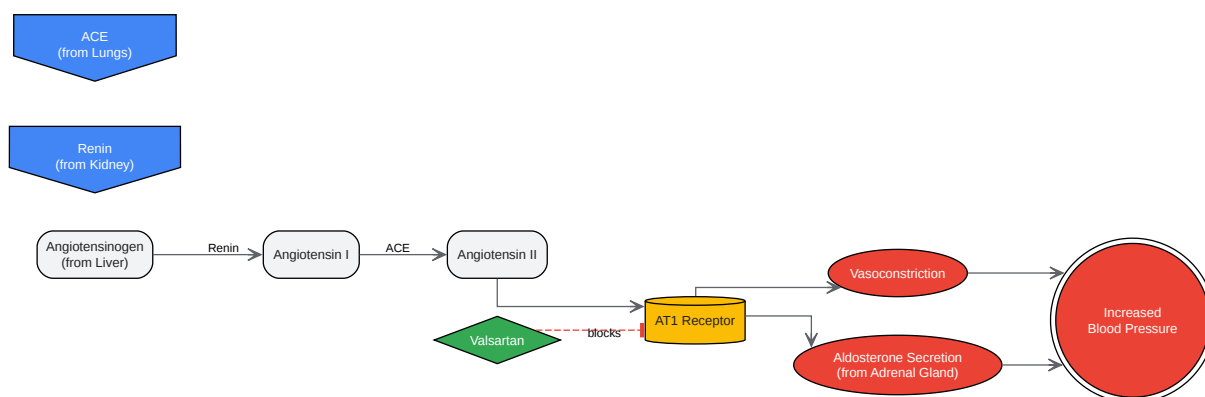 ACE
(from Lungs)
Renin
(from Kidney)
Angiotensinogen
(from Liver)
Renin
Angiotensin I
ACE
Angiotensin II
Valsartan
blocks
AT1 Receptor
Vasoconstriction
Aldosterone Secretion
(from Adrenal Gland)
Increased
Blood Pressure